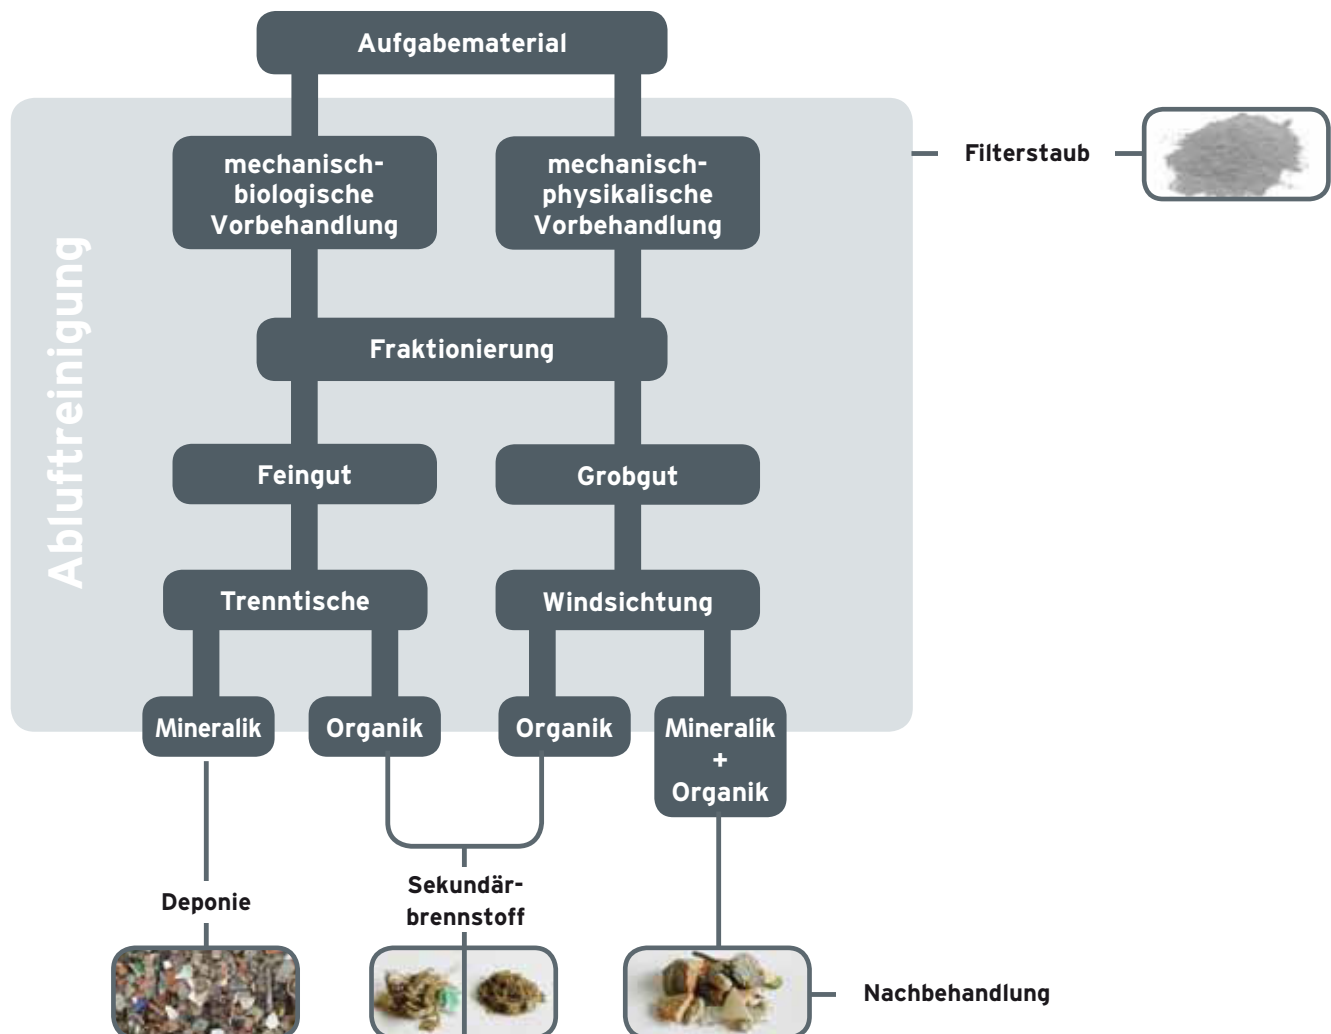 Aufgabematerial
mechanisch-
biologische
Vorbehandlung
mechanisch-
physikalische
Vorbehandlung
Filterstaub
Abluftreinigung
Fraktionierung
Feingut
Grobgut
Trenntische
Windsichtung
Mineralik
Organik
Organik
Mineralik
+
Organik
Deponie
Sekundär-
brennstoff
Nachbehandlung